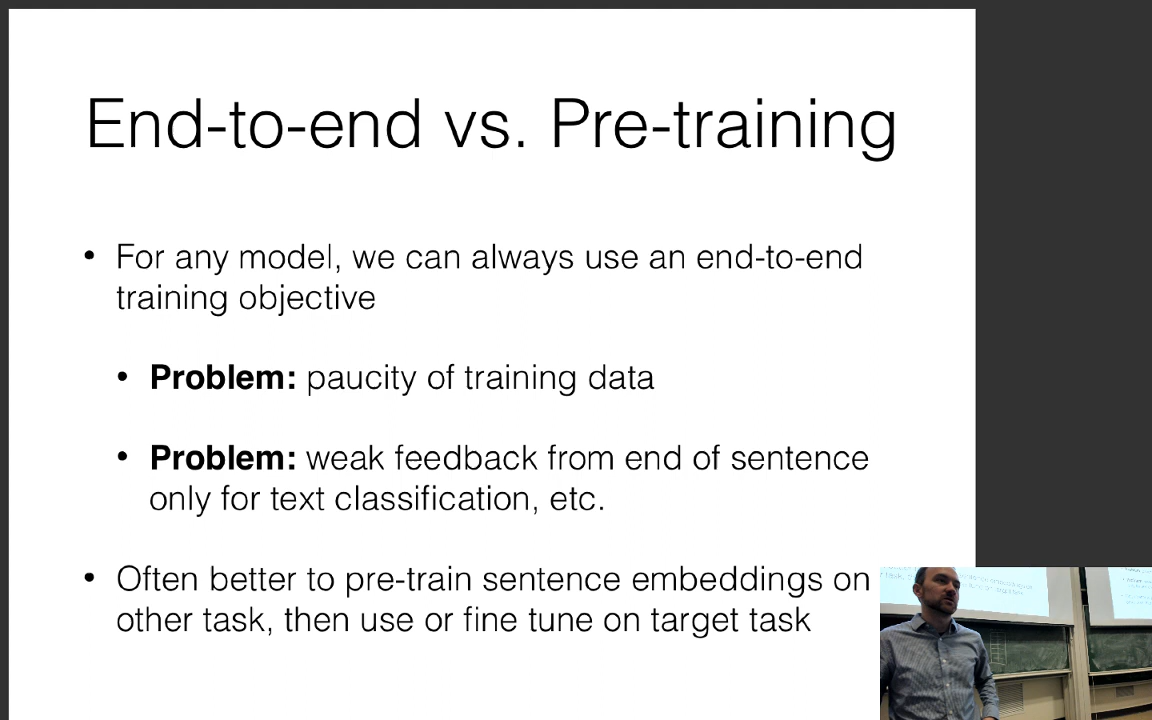 End-to-end vs. Pre-training
• For any model, we can always use an end-to-end
training objective
• Problem: paucity of training data
• Problem: weak feedback from end of sentence
only for text classification, etc.
• Often better to pre-train sentence embeddings on
other task, then use or fine tune on target task